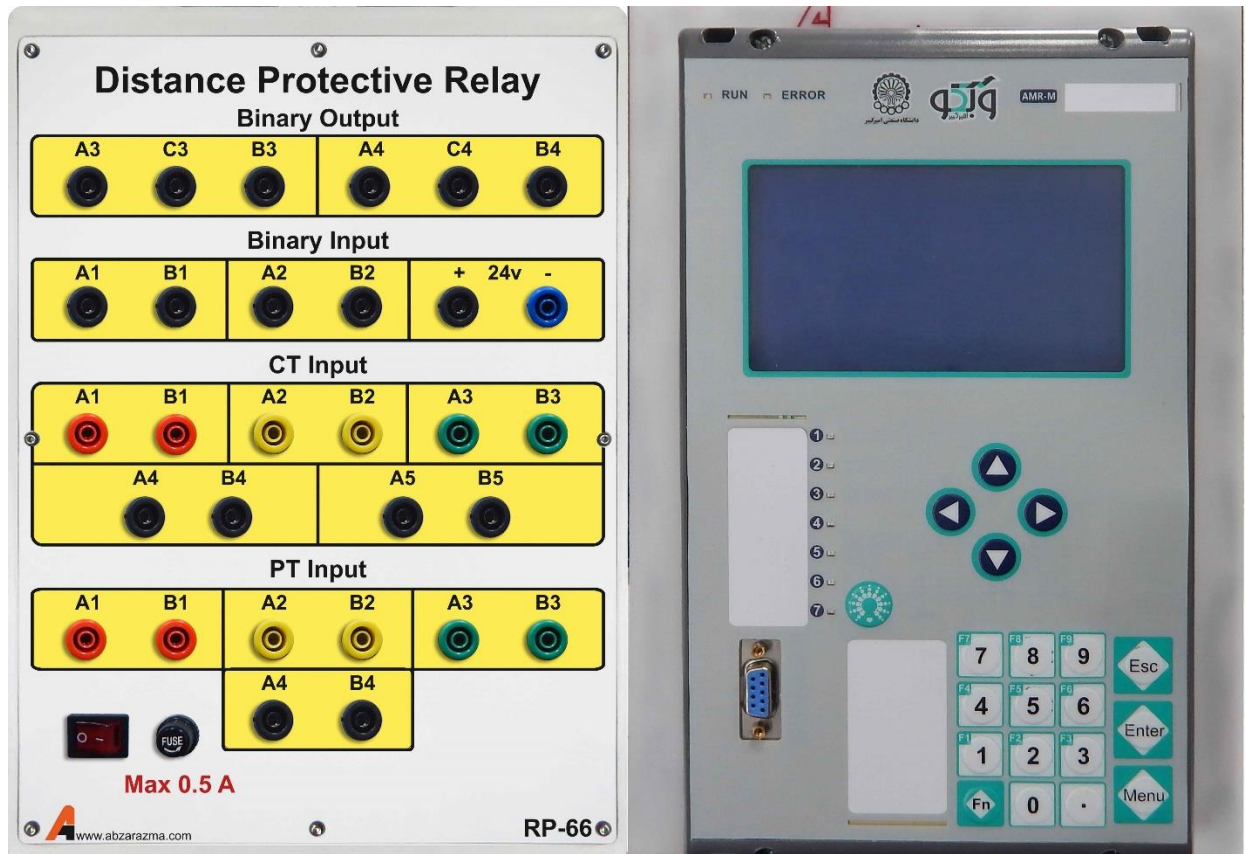 Distance Protective Relay
Binary Output
A3 C3 B3 A4 C4 B4
Binary Input
A1 B1 A2 B2 + 24v -
CT Input
A1 B1 A2 B2 A3 B3
A4 B4 A5 B5
PT Input
A1 B1 A2 B2 A3 B3
A4 B4
O -
FUSE
Max 0.5 A
www.abzarazma.com
RP-66
RUN ERROR
دانشگاه صنعتی امیرکبیر
AMR-M
1
2
3
4
5
6
7
F7 7 F8 8 F9 9 Esc
F4 4 F5 5 F6 6
Enter
F1 1 F2 2 F3 3
Fn 0 . Menu